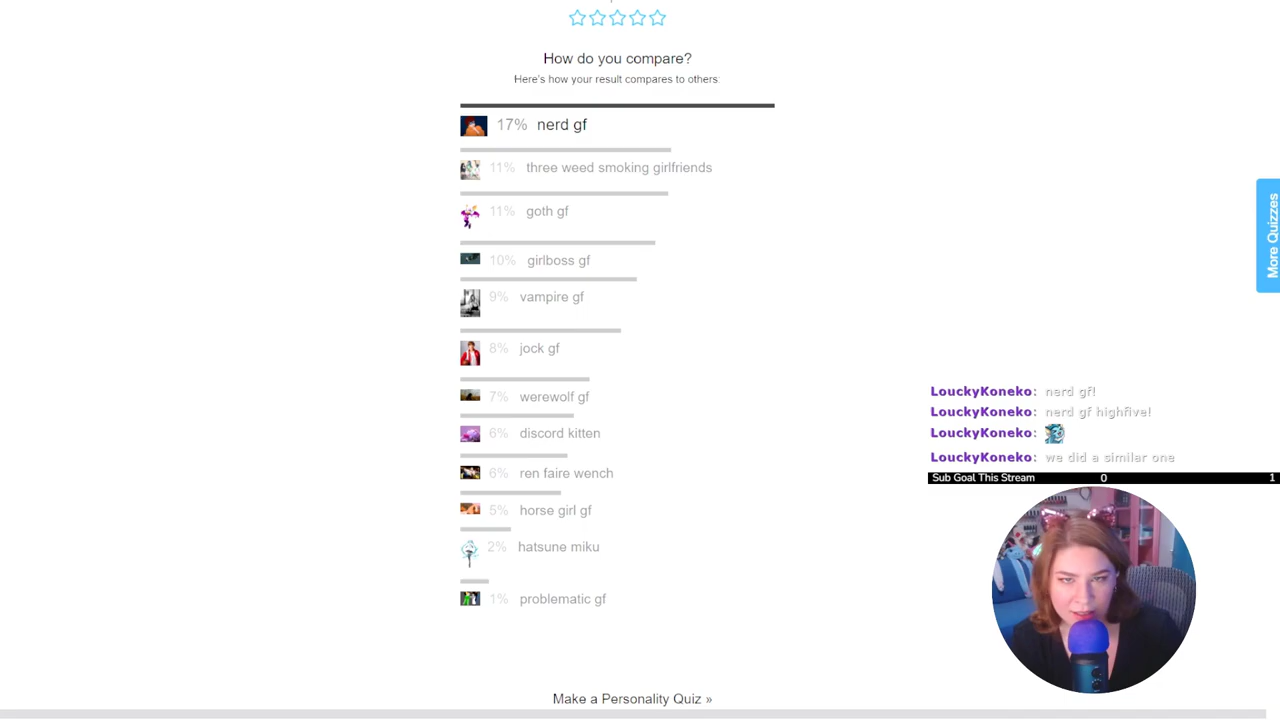 How do you compare?
Here's how your result compares to others:
17% nerd gf
11% three weed smoking girlfriends
11% goth gf
10% girlboss gf
9% vampire gf
8% jock gf
7% werewolf gf
6% discord kitten
6% ren faire wench
5% horse girl gf
2% hatsune miku
1% problematic gf
Make a Personality Quiz »
More Quizzes
LouckyKoneko: nerd gf!
LouckyKoneko: nerd gf highfive!
LouckyKoneko:
LouckyKoneko: we did a similar one
Sub Goal This Stream 0 1